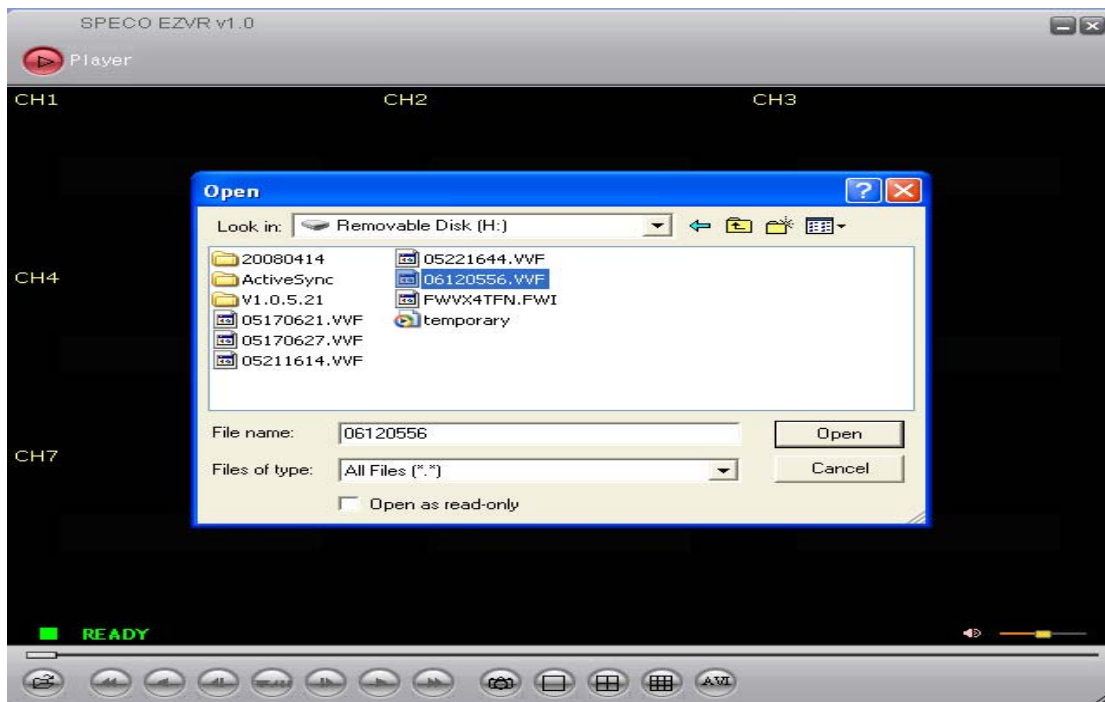 SPECO EZVR v1.0
Player
CH1 CH2 CH3
Open
Look in: Removable Disk (H:)
20080414 05221644.VVF
CH4 ActiveSync 06120556.VVF
V1.0.5.21 FWVX4TFN.FWI
05170621.VVF temporary
05170627.VVF
05211614.VVF
File name: 06120556 Open
CH7 Files of type: All Files (*.*) Cancel
Open as read-only
READY
AVI